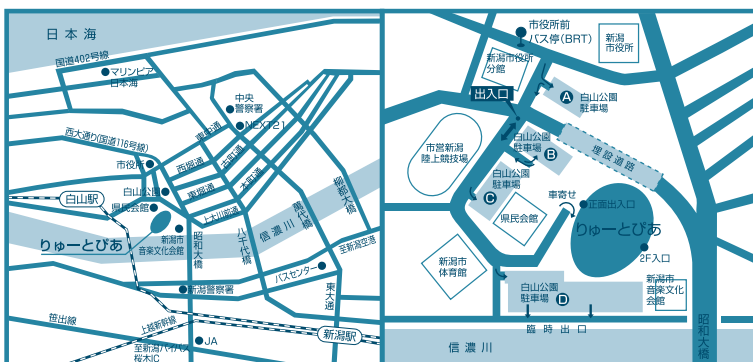 日本海
国道402号線
マリンピア
日本海
中央
警察署
NEXT21
西大通り(国道116号線)
東中通
西堀通
古町通
本町通
東堀通
上大川前通
市役所
白山公園
県民会館
白山駅
りゅーとぴあ
新潟市
音楽文化会館
昭和大橋
八千代橋
信濃川
萬代橋
柳都大橋
至新潟空港
バスセンター
東大通
新潟警察署
笹出線
上越新幹線
至新潟バイパス
桜木IC
JA
新潟駅
市役所前
バス停(BRT)
新潟市役所
分館
新潟
市役所
出入口
A
白山公園
駐車場
市営新潟
陸上競技場
白山公園
駐車場
B
埋設道路
白山公園
駐車場
C
車寄せ
正面出入口
県民会館
りゅーとぴあ
2F入口
新潟市
体育館
白山公園
駐車場
D
新潟市
音楽文化
会館
臨時出口
昭和大橋
信濃川